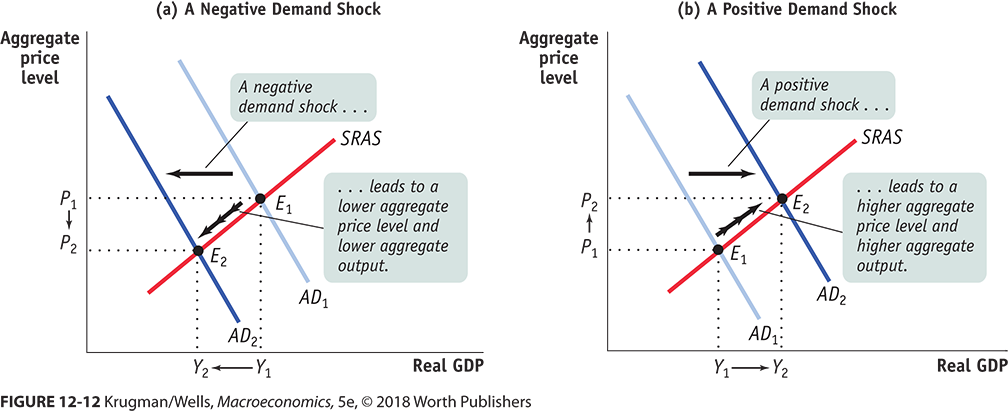 (a) A Negative Demand Shock
Aggregate
price
level
A negative
demand shock . . .
SRAS
. . . leads to a
lower aggregate
price level and
lower aggregate
output.
P1
P2
E1
E2
AD1
AD2
Y2
Y1
Real GDP
(b) A Positive Demand Shock
Aggregate
price
level
A positive
demand shock . . .
SRAS
. . . leads to a
higher aggregate
price level and
higher aggregate
output.
P2
P1
E2
E1
AD2
AD1
Y1
Y2
Real GDP
FIGURE 12-12 Krugman/Wells, Macroeconomics, 5e, © 2018 Worth Publishers